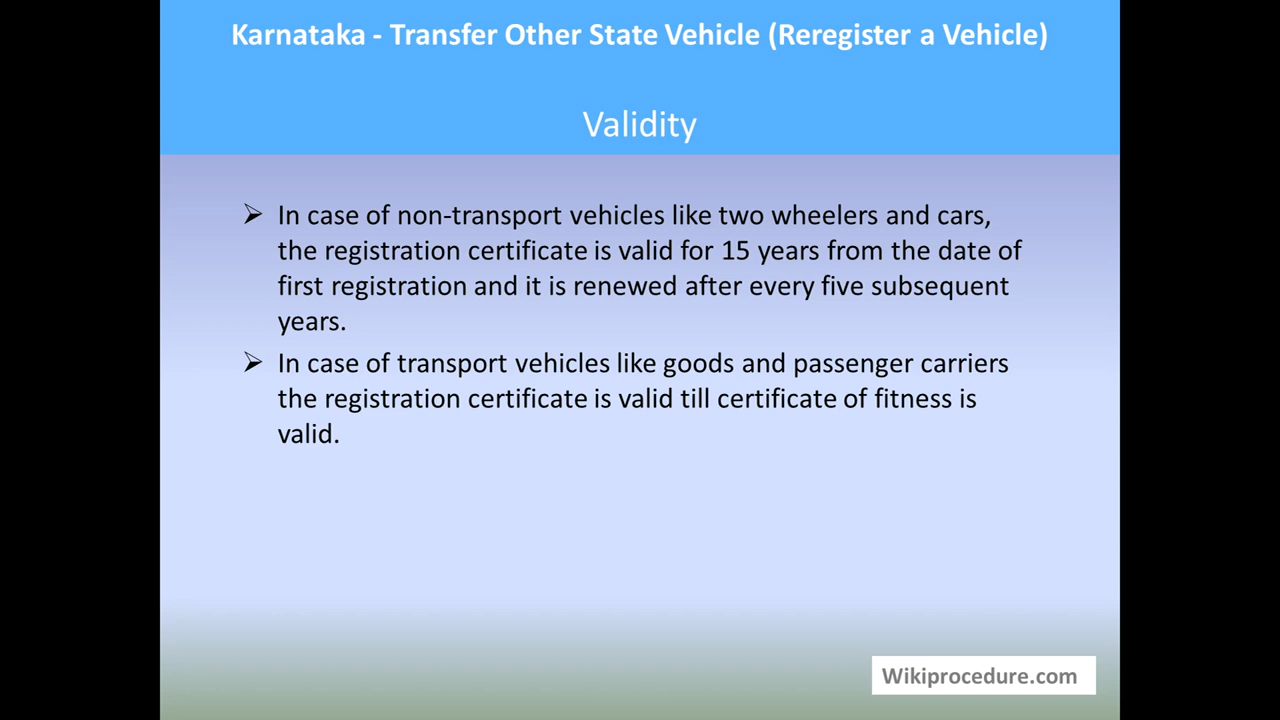 Karnataka - Transfer Other State Vehicle (Reregister a Vehicle)
Validity
➢ In case of non-transport vehicles like two wheelers and cars,
the registration certificate is valid for 15 years from the date of
first registration and it is renewed after every five subsequent
years.
➢ In case of transport vehicles like goods and passenger carriers
the registration certificate is valid till certificate of fitness is
valid.
Wikiprocedure.com